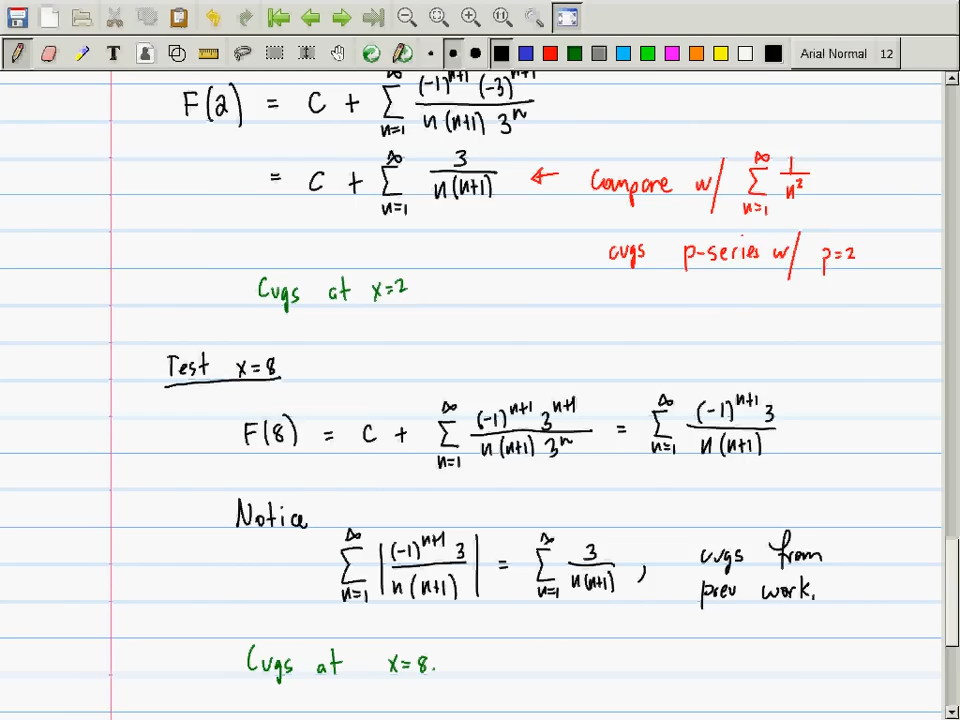 Arial Normal 12
F(2) = C + ∑_{n=1}^{∞} (-1)^{n+1} (-3)^{n+1} / n(n+1) 3^n
= C + ∑_{n=1}^{∞} 3 / n(n+1) ← Compare w/ ∑_{n=1}^{∞} 1/n^2
cvgs p-series w/ p=2
Cvgs at x=2
Test x=8
F(8) = C + ∑_{n=1}^{∞} (-1)^{n+1} 3^{n+1} / n(n+1) 3^n = ∑_{n=1}^{∞} (-1)^{n+1} 3 / n(n+1)
Notice
∑_{n=1}^{∞} | (-1)^{n+1} 3 / n(n+1) | = ∑_{n=1}^{∞} 3 / n(n+1) , cvgs from
prev work.
Cvgs at x=8.